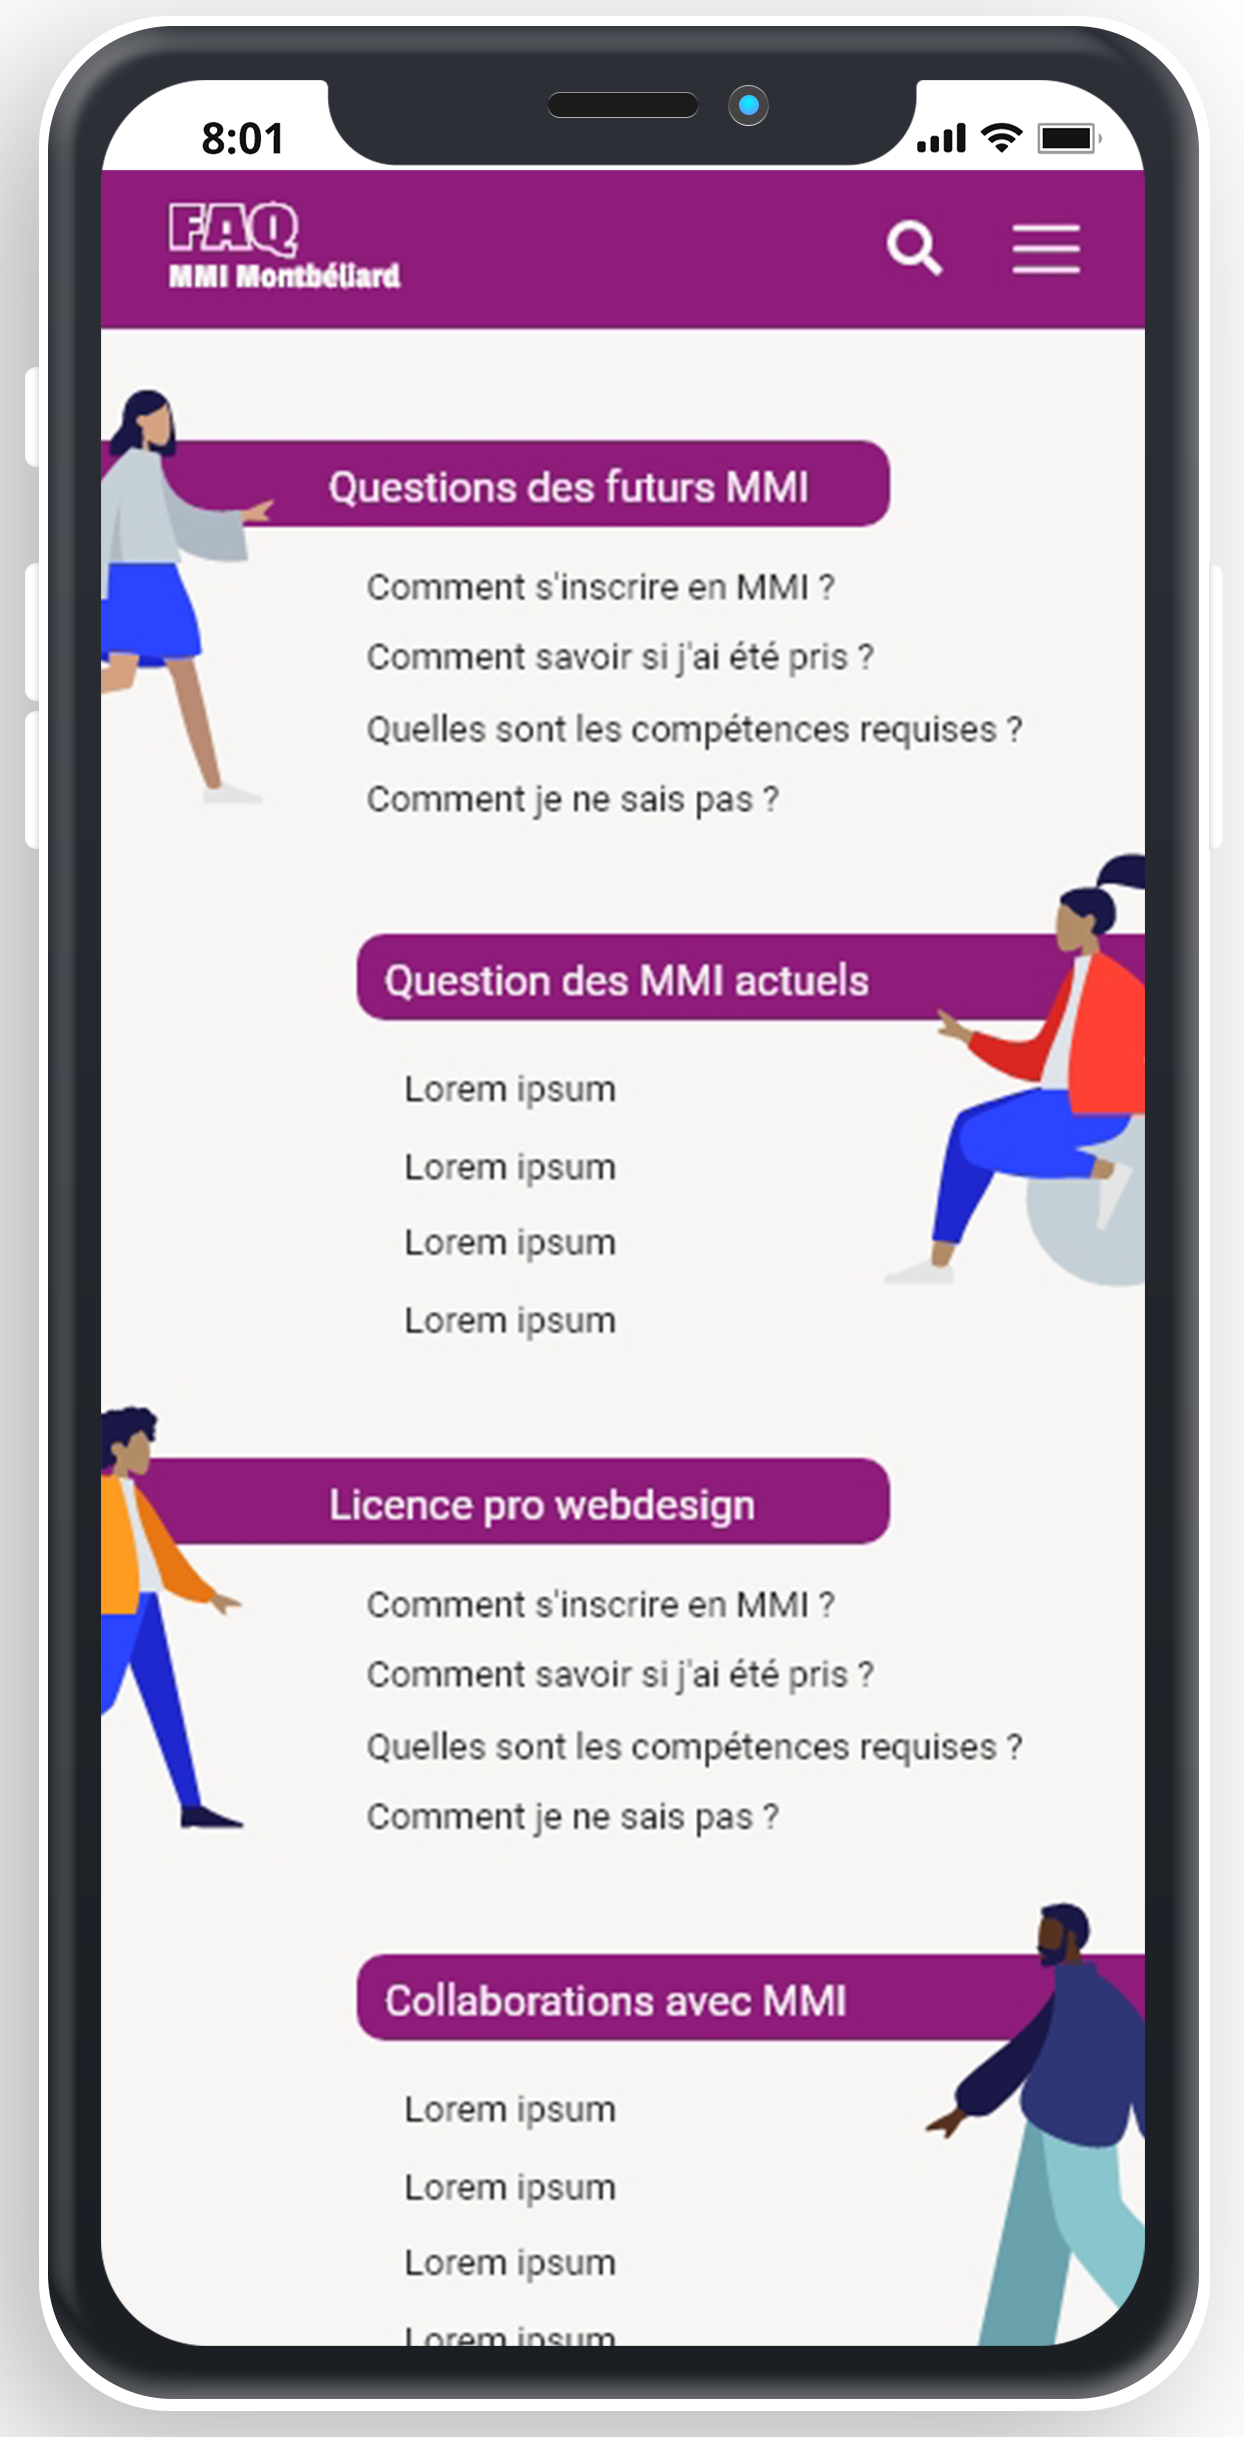 8:01
FAQ
MMI Montbéliard
Questions des futurs MMI
Comment s'inscrire en MMI ?
Comment savoir si j'ai été pris ?
Quelles sont les compétences requises ?
Comment je ne sais pas ?
Question des MMI actuels
Lorem ipsum
Lorem ipsum
Lorem ipsum
Lorem ipsum
Licence pro webdesign
Comment s'inscrire en MMI ?
Comment savoir si j'ai été pris ?
Quelles sont les compétences requises ?
Comment je ne sais pas ?
Collaborations avec MMI
Lorem ipsum
Lorem ipsum
Lorem ipsum
Lorem ipsum